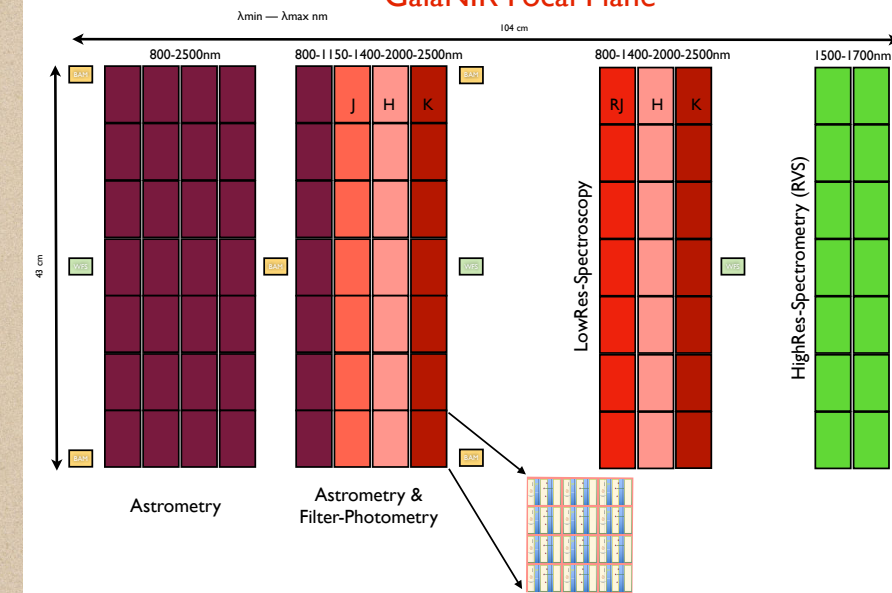 GaiaNIR Focal Plane
λmin — λmax nm
104 cm
800-2500nm
800-1150-1400-2000-2500nm
800-1400-2000-2500nm
1500-1700nm
BAM
BAM
J
H
K
RJ
H
K
43 cm
WFS
BAM
WFS
WFS
LowRes-Spectroscopy
HighRes-Spectrometry (RVS)
BAM
BAM
Astrometry
Astrometry &
Filter-Photometry